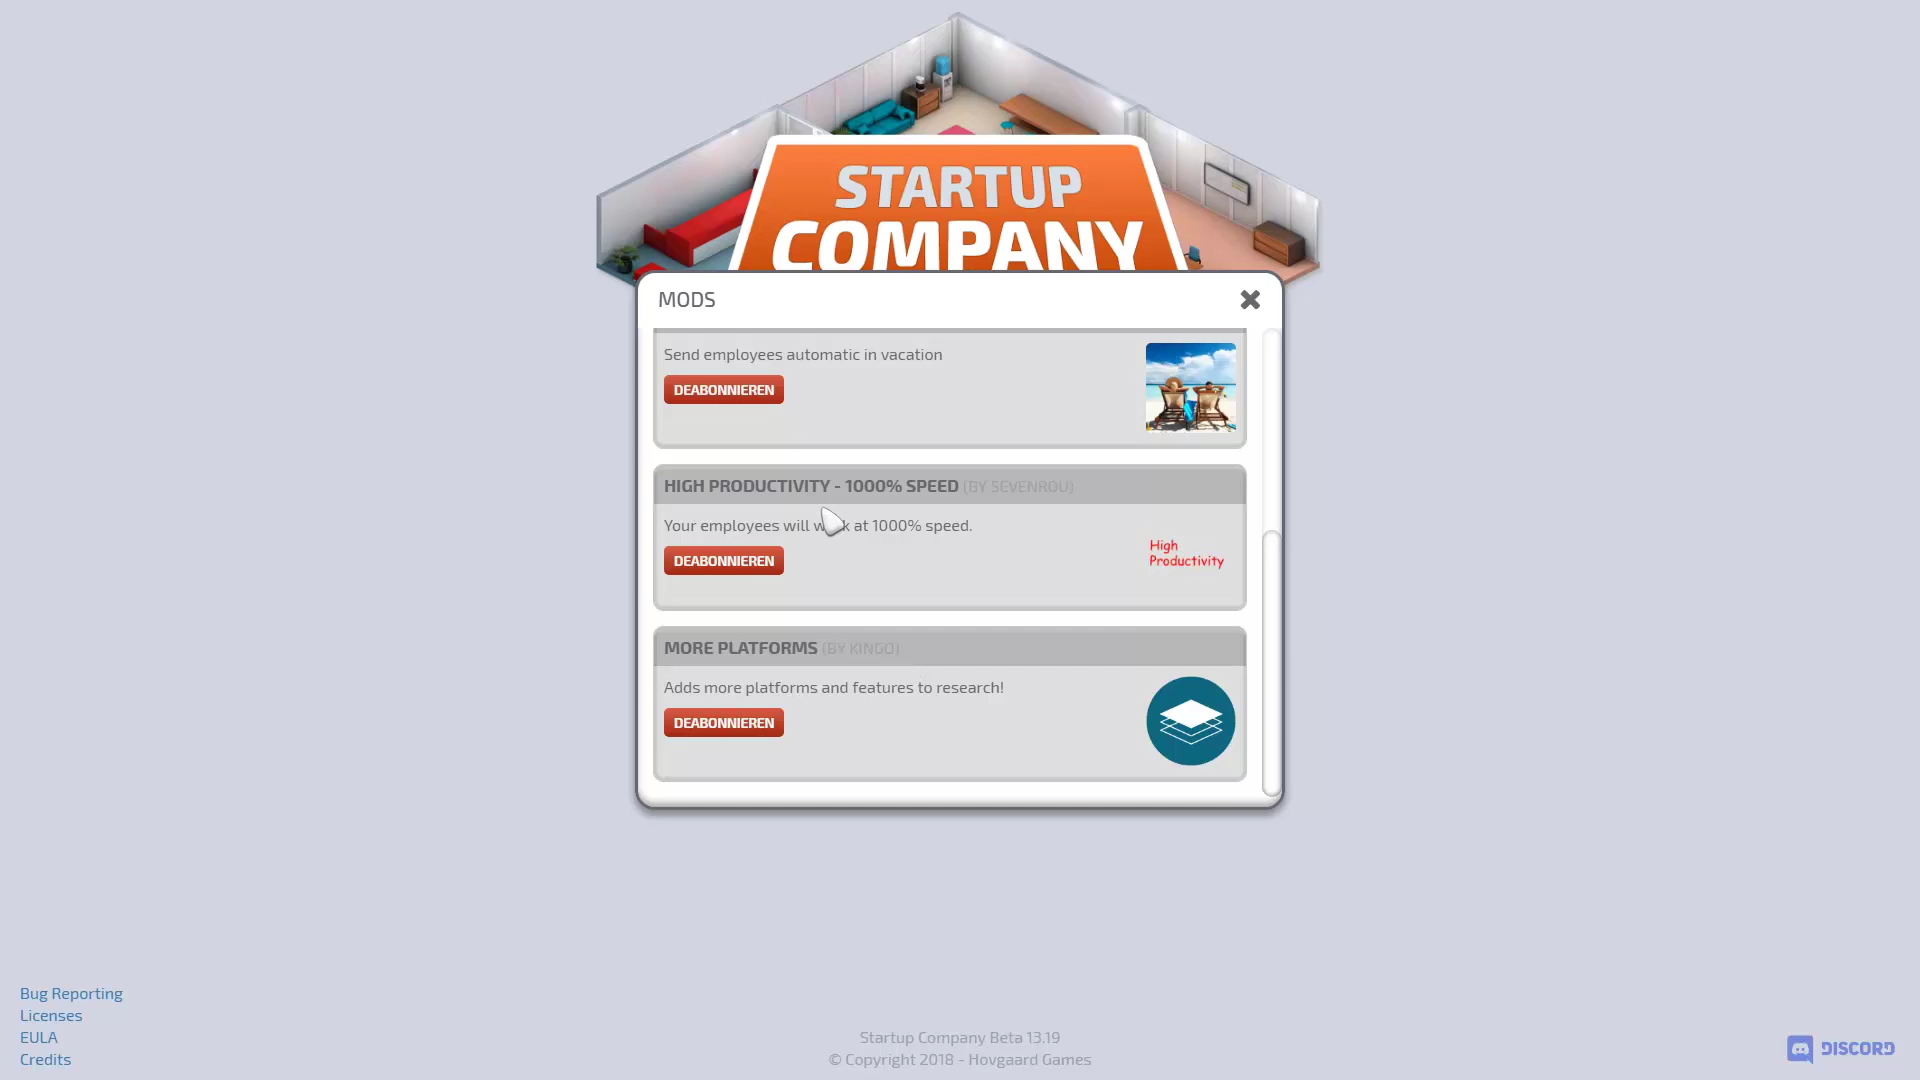 STARTUP
COMPANY
MODS
Send employees automatic in vacation
DEABONNIEREN
HIGH PRODUCTIVITY - 1000% SPEED (BY SEVENROU)
Your employees will work at 1000% speed.
High
Productivity
DEABONNIEREN
MORE PLATFORMS (BY KINGO)
Adds more platforms and features to research!
DEABONNIEREN
Bug Reporting
Licenses
EULA
Credits
Startup Company Beta 13.19
© Copyright 2018 - Hovgaard Games
DISCORD